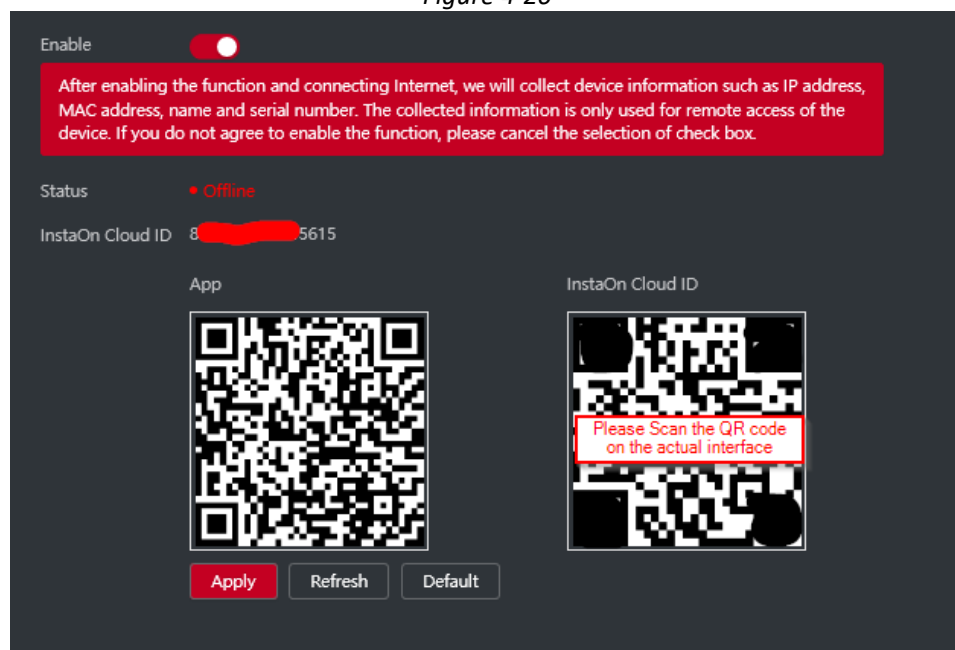 Enable
After enabling the function and connecting Internet, we will collect device information such as IP address,
MAC address, name and serial number. The collected information is only used for remote access of the
device. If you do not agree to enable the function, please cancel the selection of check box.
Status • Offline
InstaOn Cloud ID 8 5615
App InstaOn Cloud ID
Please Scan the QR code
on the actual interface
Apply Refresh Default